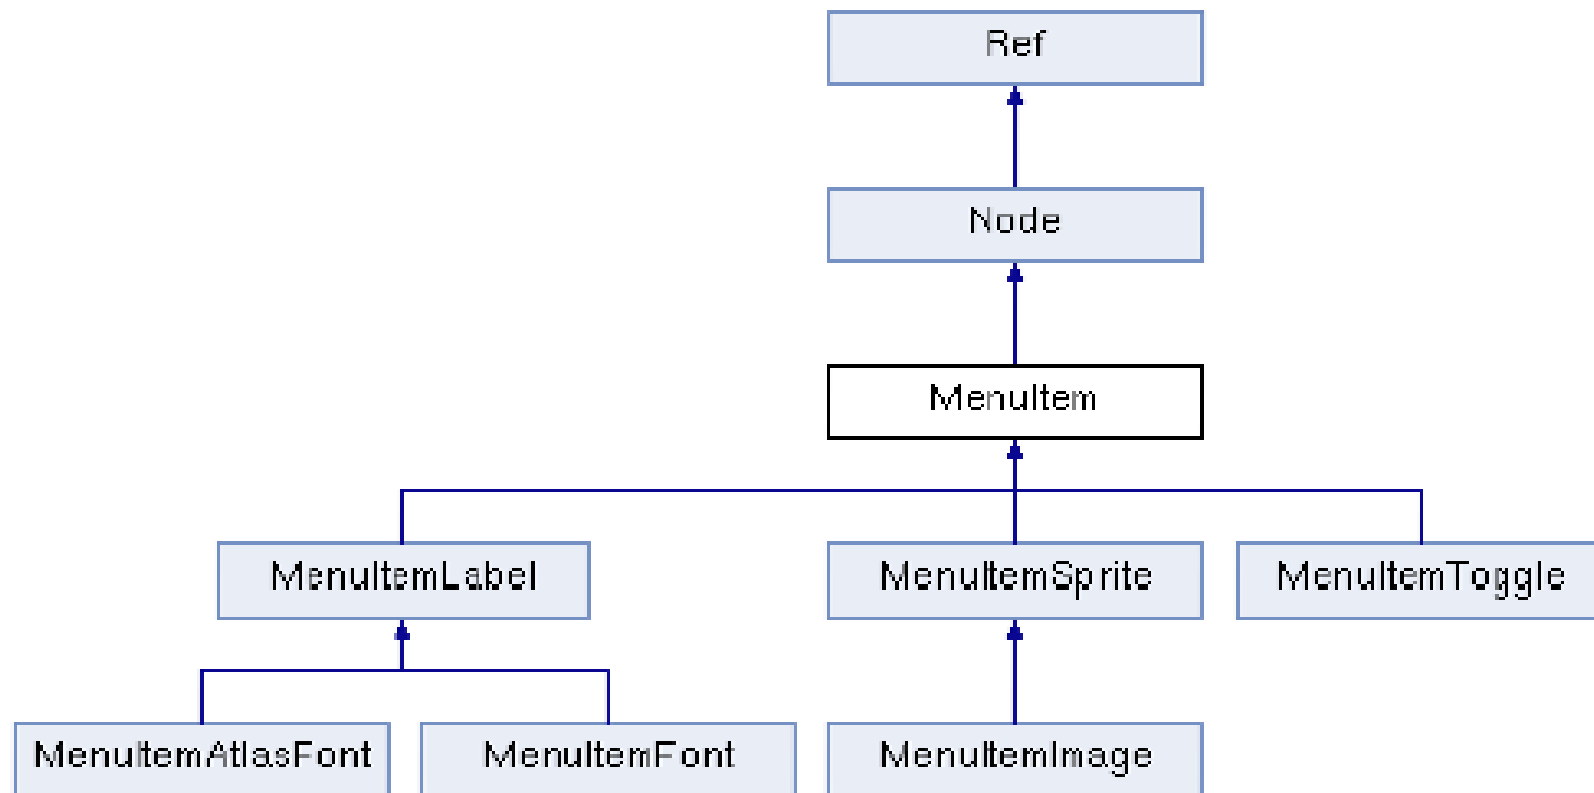 Ref
Node
MenuItem
MenuItemLabel
MenuItemSprite
MenuItemToggle
MenuItemAtlasFont
MenuItemFont
MenuItemImage